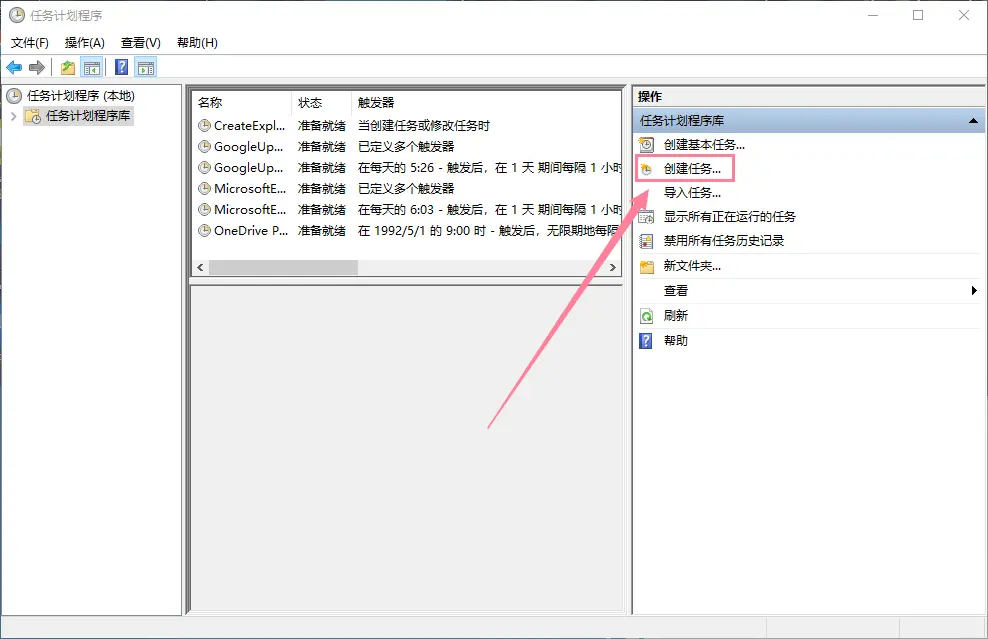 任务计划程序
文件(F) 操作(A) 查看(V) 帮助(H)
任务计划程序 (本地)
任务计划程序库
名称 状态 触发器
CreateExpl... 准备就绪 当创建任务或修改任务时
GoogleUp... 准备就绪 已定义多个触发器
GoogleUp... 准备就绪 在每天的 5:26 - 触发后，在 1 天 期间每隔 1 小时
MicrosoftE... 准备就绪 已定义多个触发器
MicrosoftE... 准备就绪 在每天的 6:03 - 触发后，在 1 天 期间每隔 1 小时
OneDrive P... 准备就绪 在 1992/5/1 的 9:00 时 - 触发后，无限期地每隔
操作
任务计划程序库
创建基本任务...
创建任务...
导入任务...
显示所有正在运行的任务
禁用所有任务历史记录
新文件夹...
查看
刷新
帮助